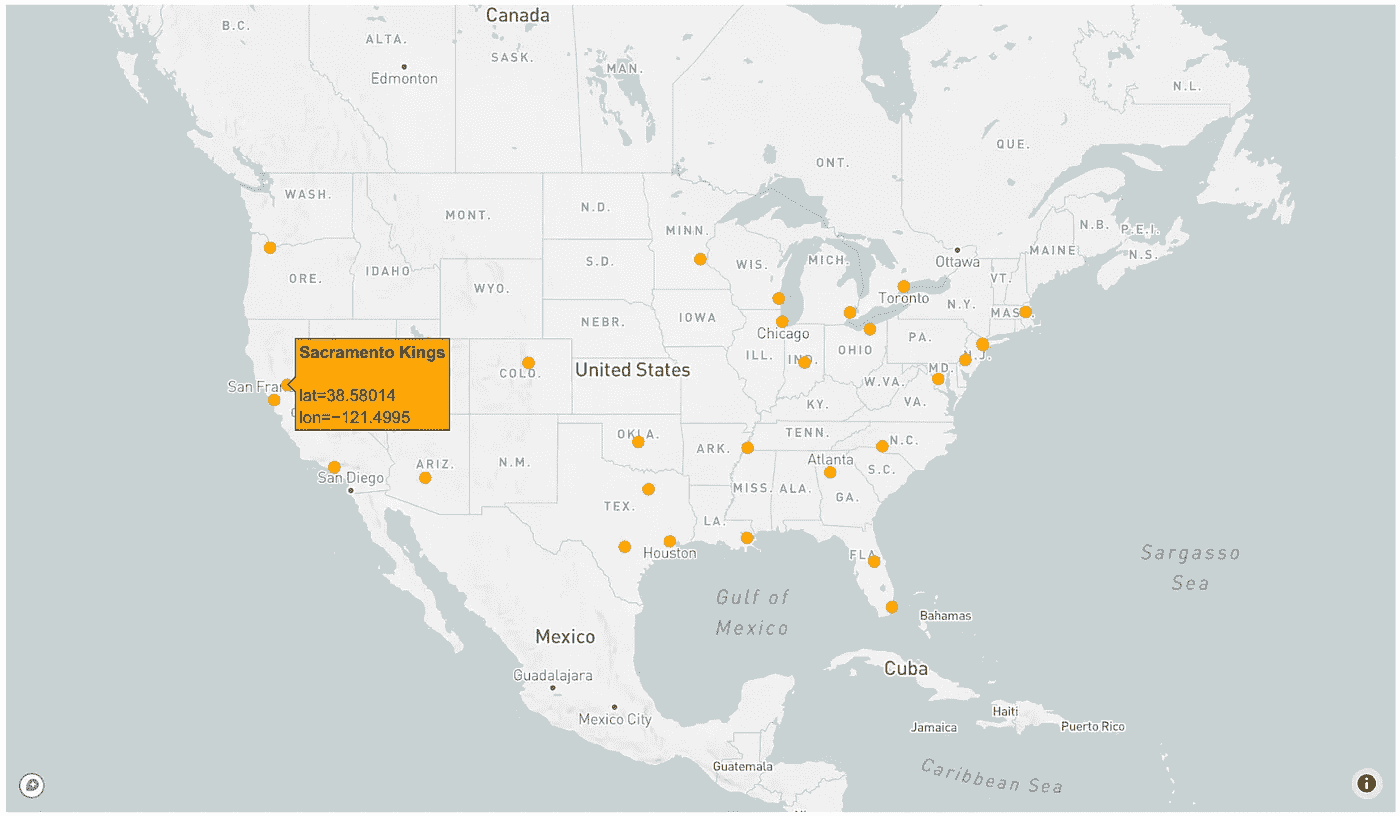 Canada
B.C.
ALTA.
SASK.
MAN.
Edmonton
N.L.
QUE.
ONT.
WASH.
MONT.
N.D.
MINN.
N.B.
P.E.I.
N.S.
MAINE
Ottawa
ORE.
IDAHO
WYO.
S.D.
WIS.
MICH.
VT.
Toronto
N.Y.
MAS
NEBR.
IOWA
Chicago
ILL.
IND.
OHIO
PA.
N.J.
MD.
Sacramento Kings
lat=38.58014
lon=−121.4995
San Fran
C
COLO.
United States
W.VA.
VA.
KY.
OKLA.
ARK.
TENN.
N.C.
ARIZ.
N.M.
Atlanta
S.C.
San Diego
MISS.
ALA.
GA.
TEX.
LA.
Houston
FLA.
Sargasso
Sea
Gulf of
Mexico
Bahamas
Mexico
Cuba
Guadalajara
Mexico City
Haiti
Jamaica
Puerto Rico
Guatemala
Caribbean Sea
i